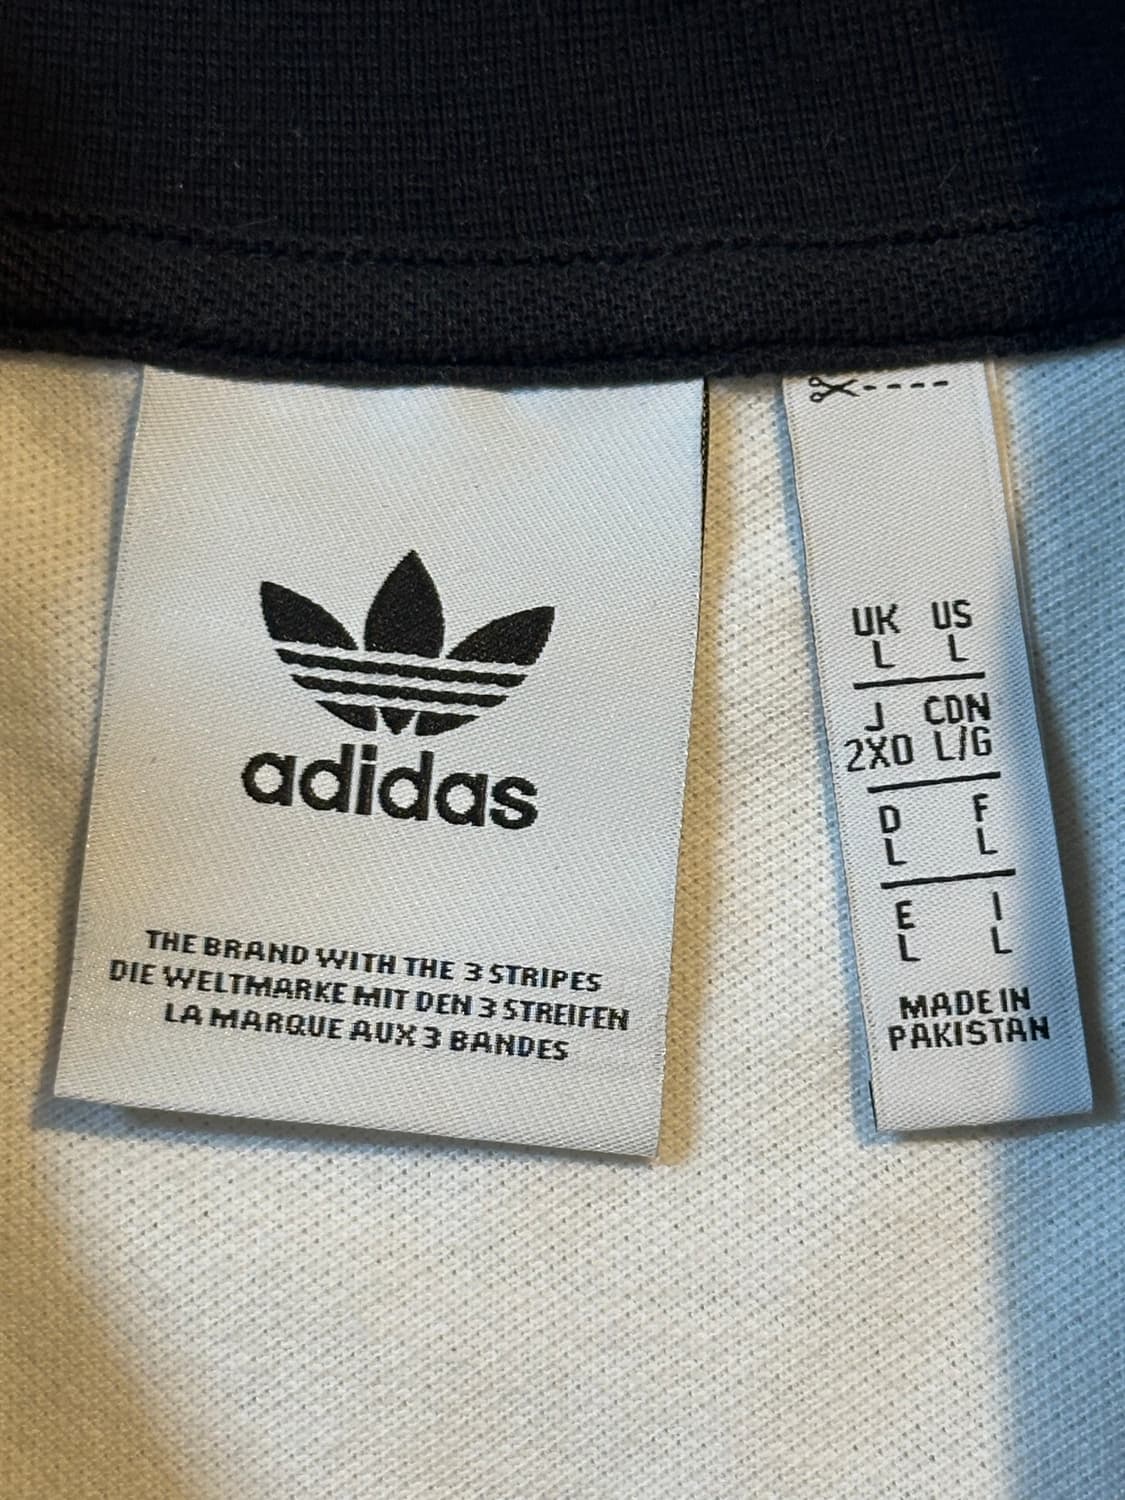 adidas
THE BRAND WITH THE 3 STRIPES
DIE WELTMARKE MIT DEN 3 STREIFEN
LA MARQUE AUX 3 BANDES
UK US
L L
J CDN
2XO L/G
D F
L L
E I
L L
MADE IN
PAKISTAN